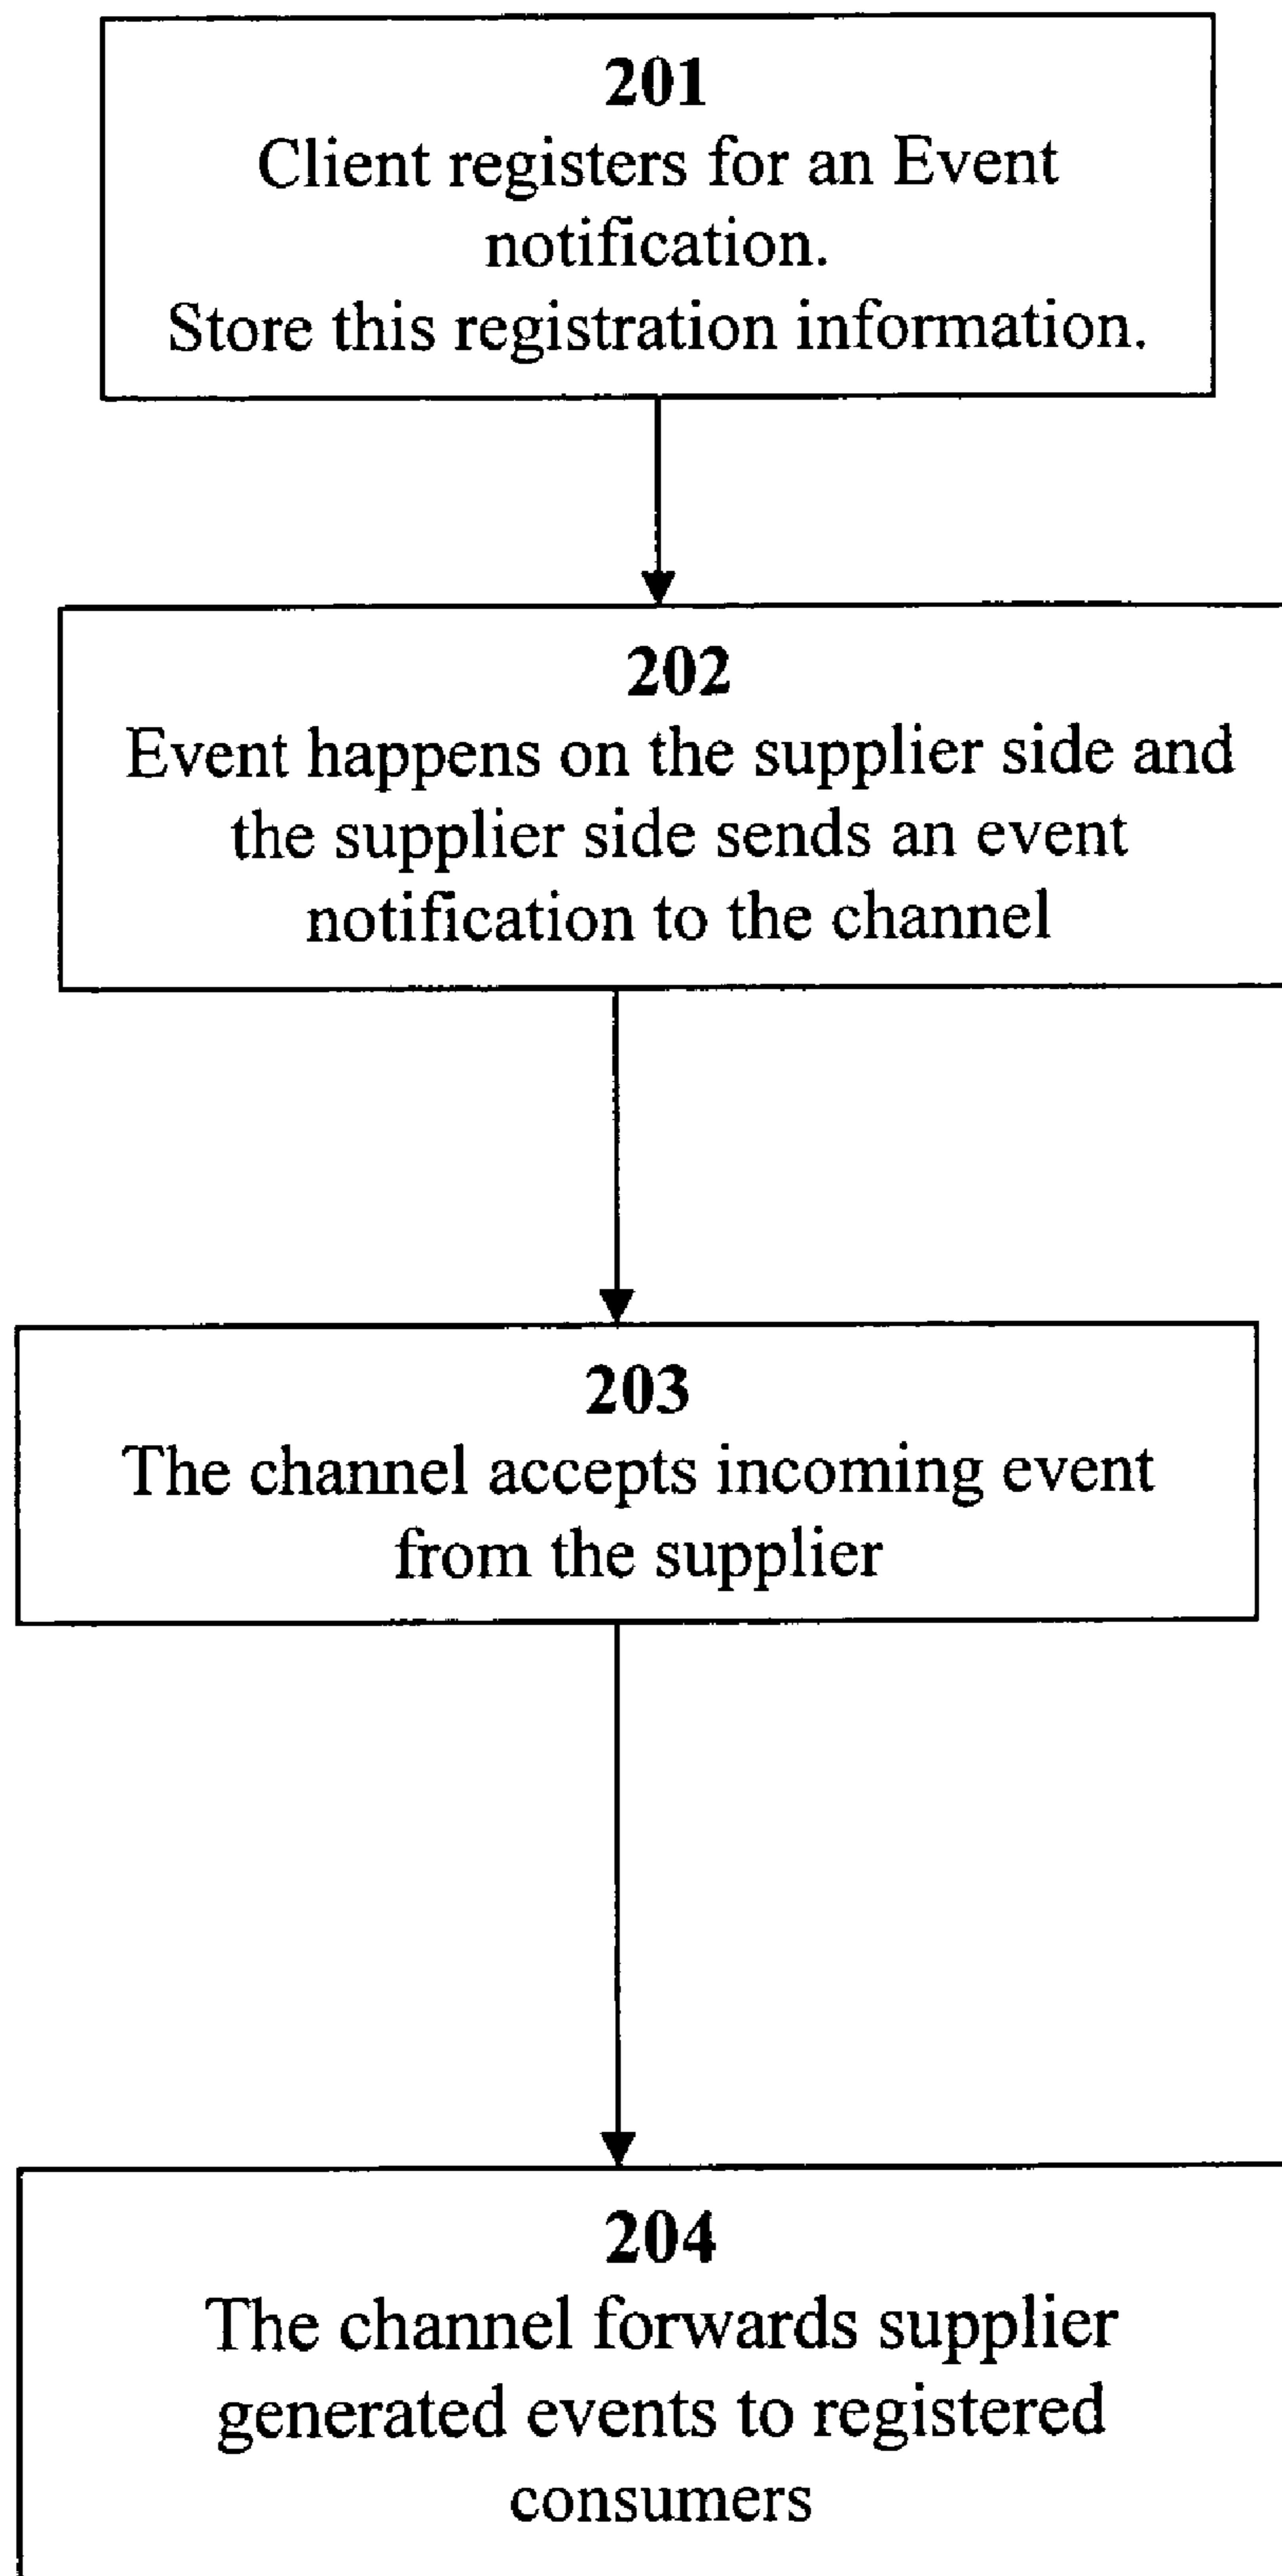 201
Client registers for an Event
notification.
Store this registration information.
202
Event happens on the supplier side and
the supplier side sends an event
notification to the channel
203
The channel accepts incoming event
from the supplier
204
The channel forwards supplier
generated events to registered
consumers